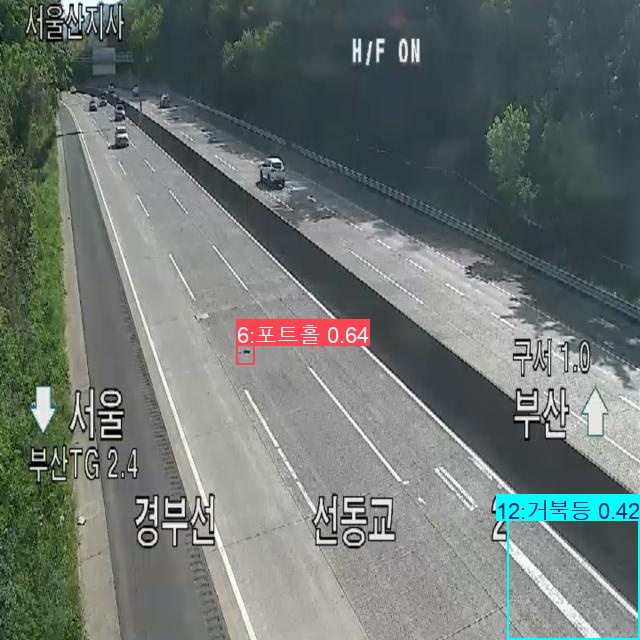 서울산지사
H/F ON
6:포트홀 0.64
구서 1.0
부산
서울
부산TG 2.4
경부선
선동교
12:거북등 0.42